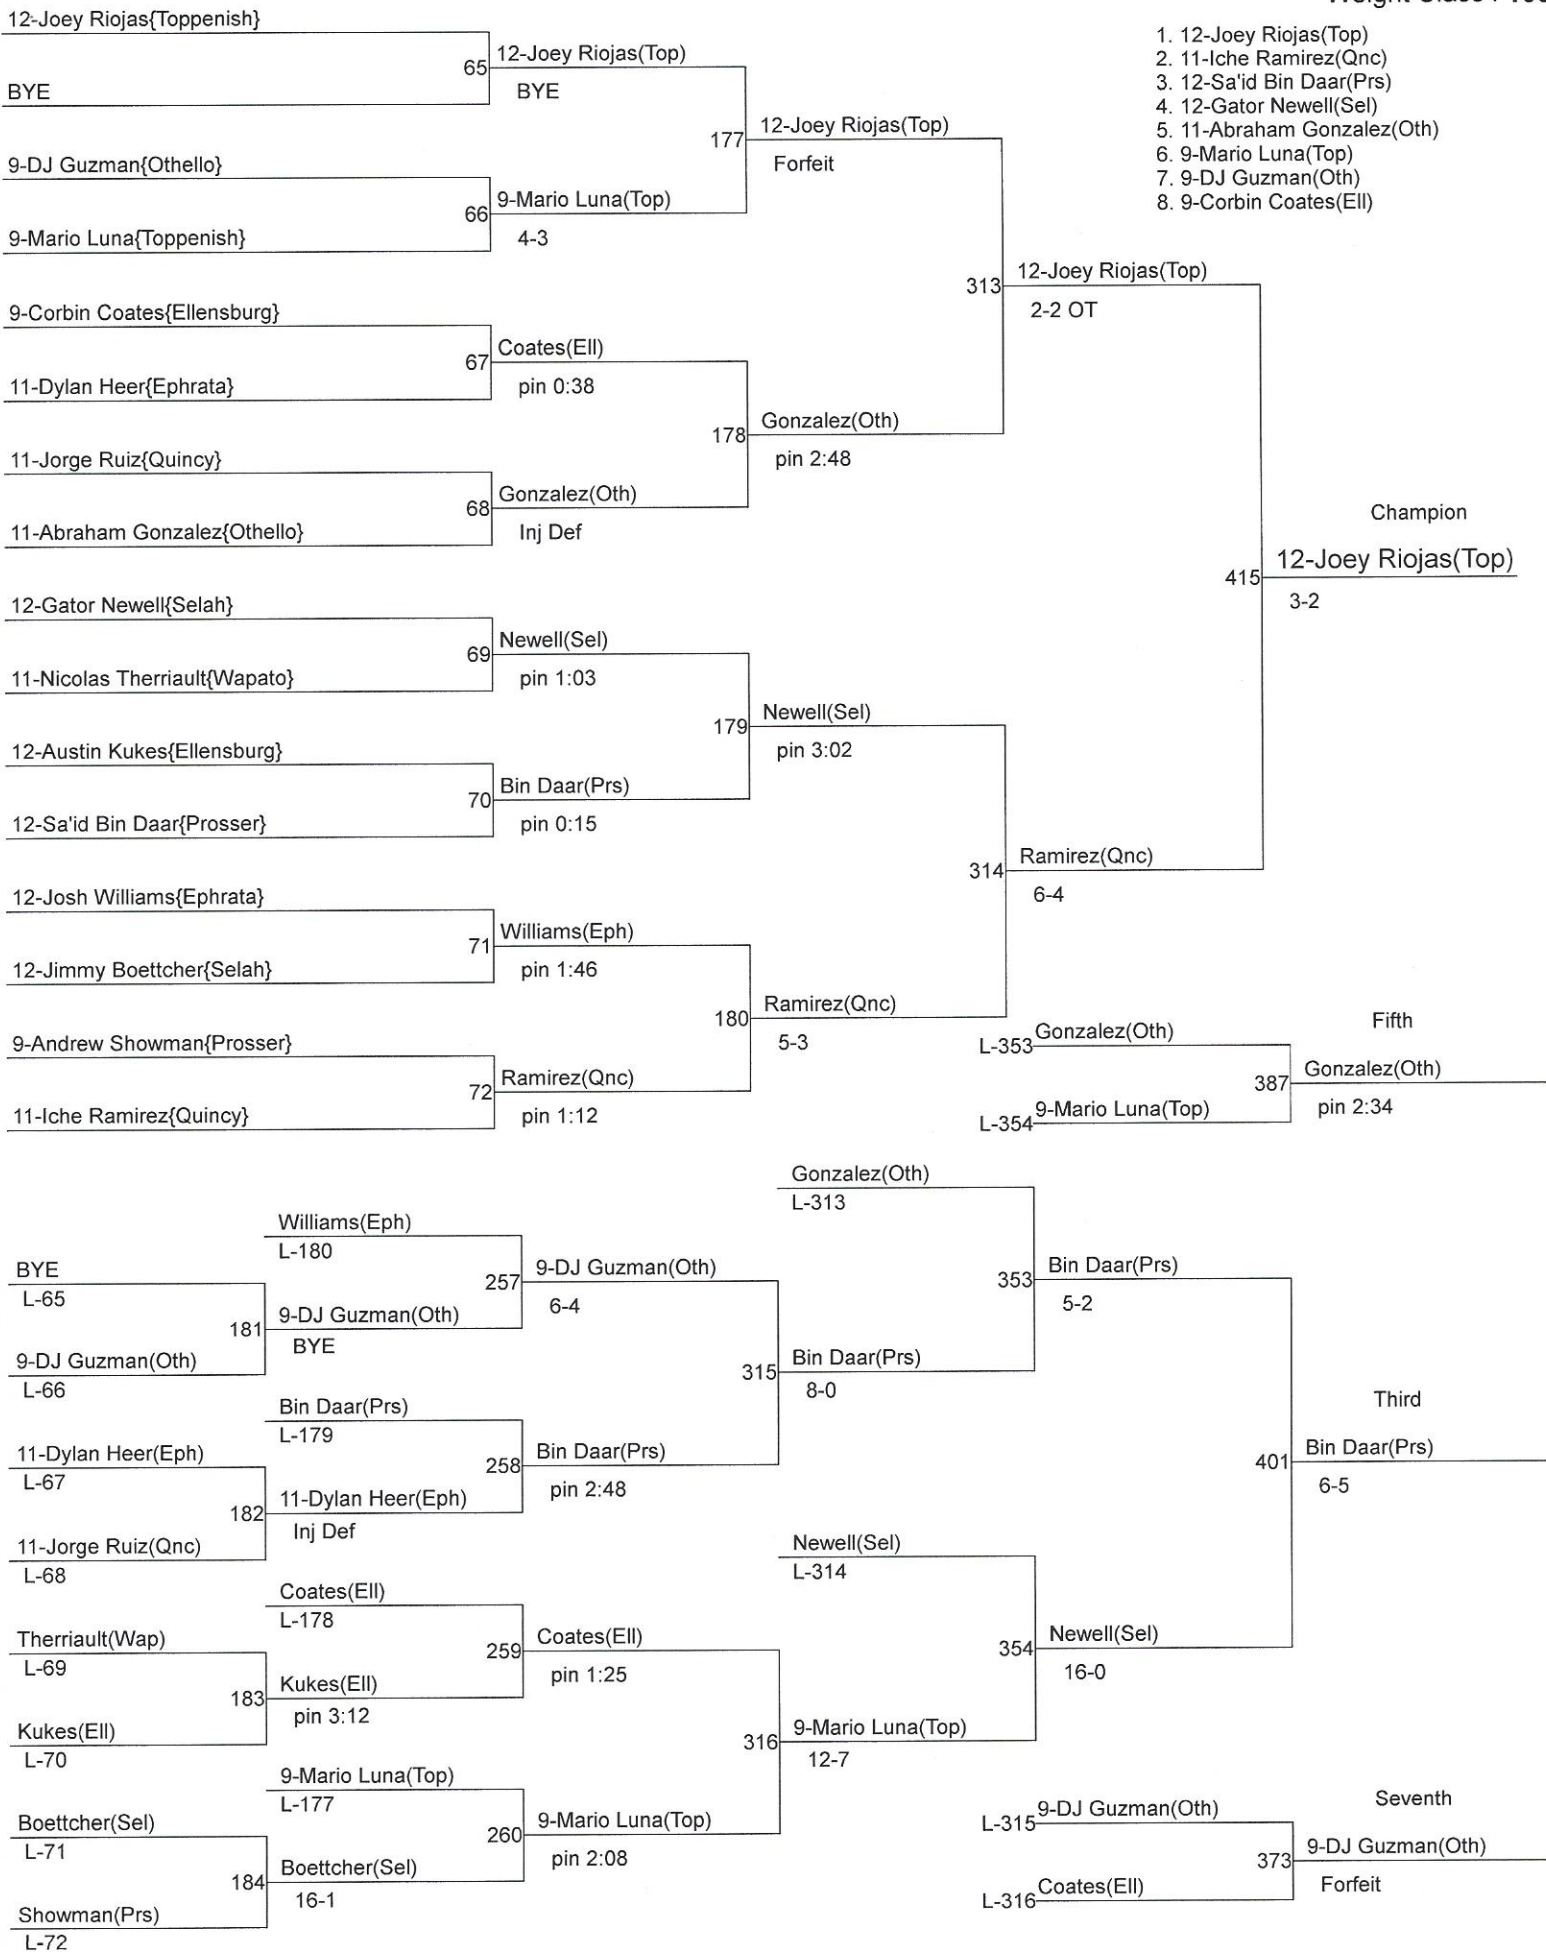 12-Joey Riojas{Toppenish}
BYE
65
12-Joey Riojas(Top)
BYE
9-DJ Guzman{Othello}
9-Mario Luna{Toppenish}
66
9-Mario Luna(Top)
4-3
177
12-Joey Riojas(Top)
Forfeit
9-Corbin Coates{Ellensburg}
11-Dylan Heer{Ephrata}
67
Coates(Ell)
pin 0:38
11-Jorge Ruiz{Quincy}
11-Abraham Gonzalez{Othello}
68
Gonzalez(Oth)
Inj Def
178
Gonzalez(Oth)
pin 2:48
313
12-Joey Riojas(Top)
2-2 OT
12-Gator Newell{Selah}
11-Nicolas Therriault{Wapato}
69
Newell(Sel)
pin 1:03
12-Austin Kukes{Ellensburg}
12-Sa'id Bin Daar{Prosser}
70
Bin Daar(Prs)
pin 0:15
179
Newell(Sel)
pin 3:02
12-Josh Williams{Ephrata}
12-Jimmy Boettcher{Selah}
71
Williams(Eph)
pin 1:46
9-Andrew Showman{Prosser}
11-Iche Ramirez{Quincy}
72
Ramirez(Qnc)
pin 1:12
180
Ramirez(Qnc)
5-3
314
Ramirez(Qnc)
6-4
415
Champion
12-Joey Riojas(Top)
3-2
1. 12-Joey Riojas(Top)
2. 11-Iche Ramirez(Qnc)
3. 12-Sa'id Bin Daar(Prs)
4. 12-Gator Newell(Sel)
5. 11-Abraham Gonzalez(Oth)
6. 9-Mario Luna(Top)
7. 9-DJ Guzman(Oth)
8. 9-Corbin Coates(Ell)
Fifth
L-353
Gonzalez(Oth)
L-354
9-Mario Luna(Top)
387
Gonzalez(Oth)
pin 2:34
BYE
L-65
9-DJ Guzman(Oth)
L-66
181
9-DJ Guzman(Oth)
BYE
Williams(Eph)
L-180
257
9-DJ Guzman(Oth)
6-4
11-Dylan Heer(Eph)
L-67
11-Jorge Ruiz(Qnc)
L-68
182
11-Dylan Heer(Eph)
Inj Def
Bin Daar(Prs)
L-179
258
Bin Daar(Prs)
pin 2:48
315
Bin Daar(Prs)
8-0
Gonzalez(Oth)
L-313
353
Bin Daar(Prs)
5-2
Therriault(Wap)
L-69
Kukes(Ell)
L-70
183
Kukes(Ell)
pin 3:12
Coates(Ell)
L-178
259
Coates(Ell)
pin 1:25
Boettcher(Sel)
L-71
Showman(Prs)
L-72
184
Boettcher(Sel)
16-1
9-Mario Luna(Top)
L-177
260
9-Mario Luna(Top)
pin 2:08
316
9-Mario Luna(Top)
12-7
Newell(Sel)
L-314
354
Newell(Sel)
16-0
401
Third
Bin Daar(Prs)
6-5
Seventh
L-315
9-DJ Guzman(Oth)
L-316
Coates(Ell)
373
9-DJ Guzman(Oth)
Forfeit